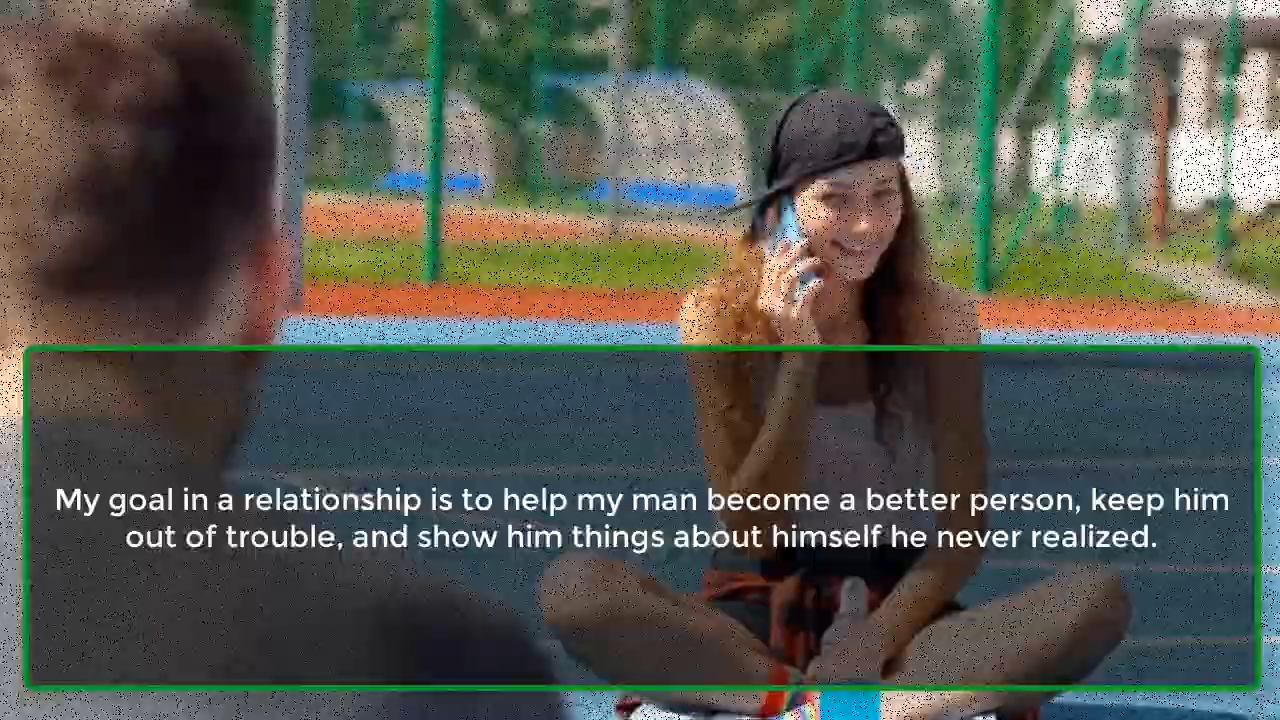 My goal in a relationship is to help my man become a better person, keep him
out of trouble, and show him things about himself he never realized.